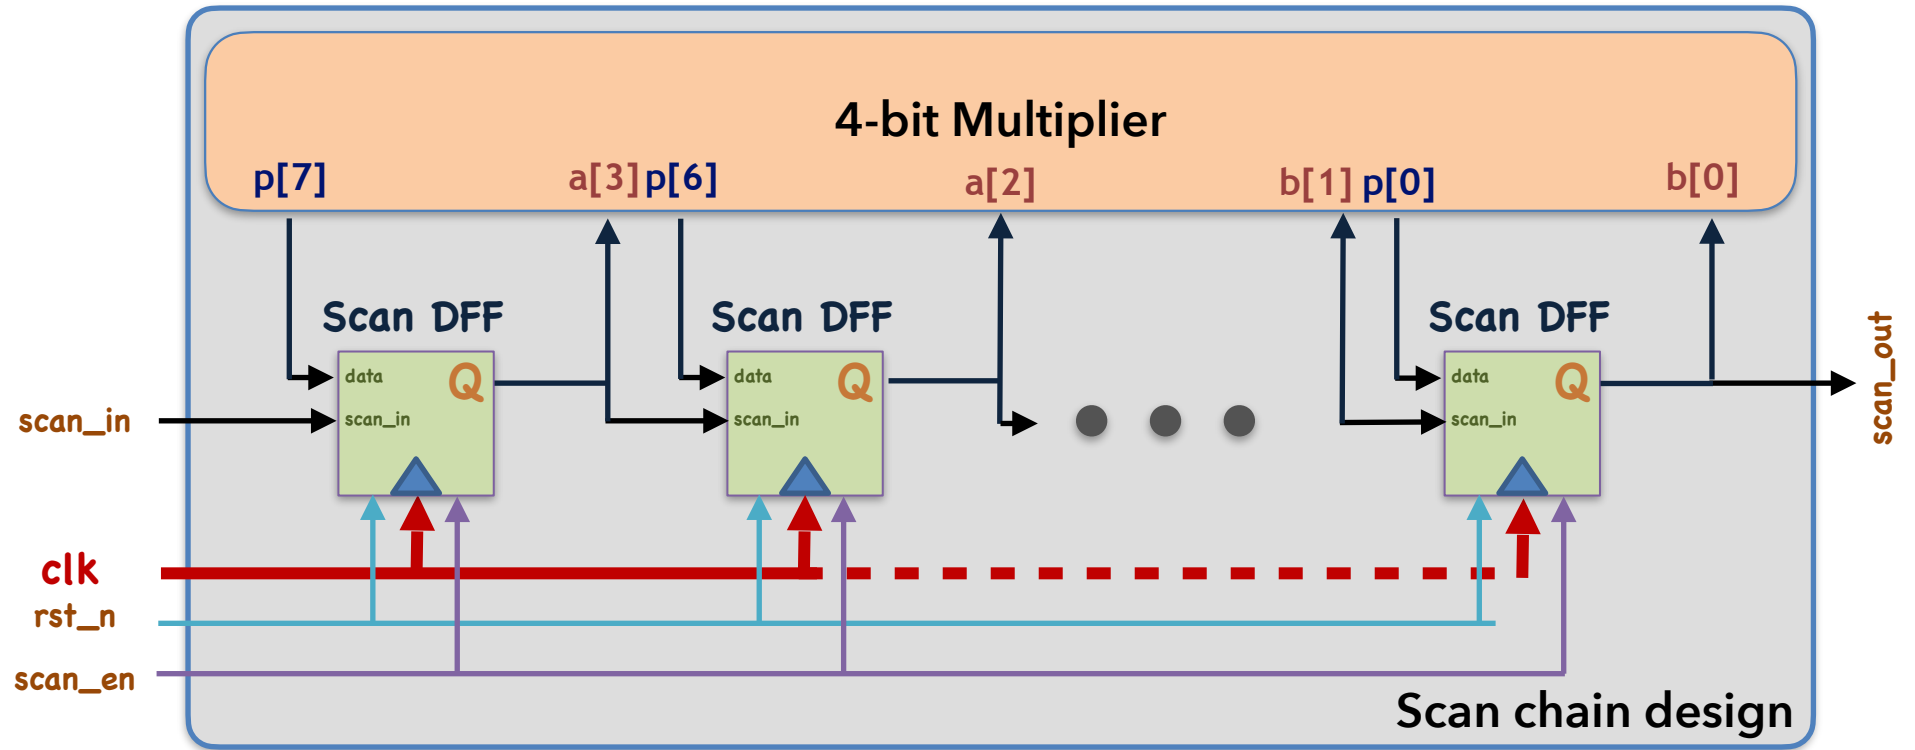 4-bit Multiplier
p[7]
a[3]
p[6]
a[2]
b[1]
p[0]
b[0]
Scan DFF
Scan DFF
Scan DFF
data
Q
scan_in
data
Q
scan_in
data
Q
scan_in
scan_in
scan_out
clk
rst_n
scan_en
Scan chain design